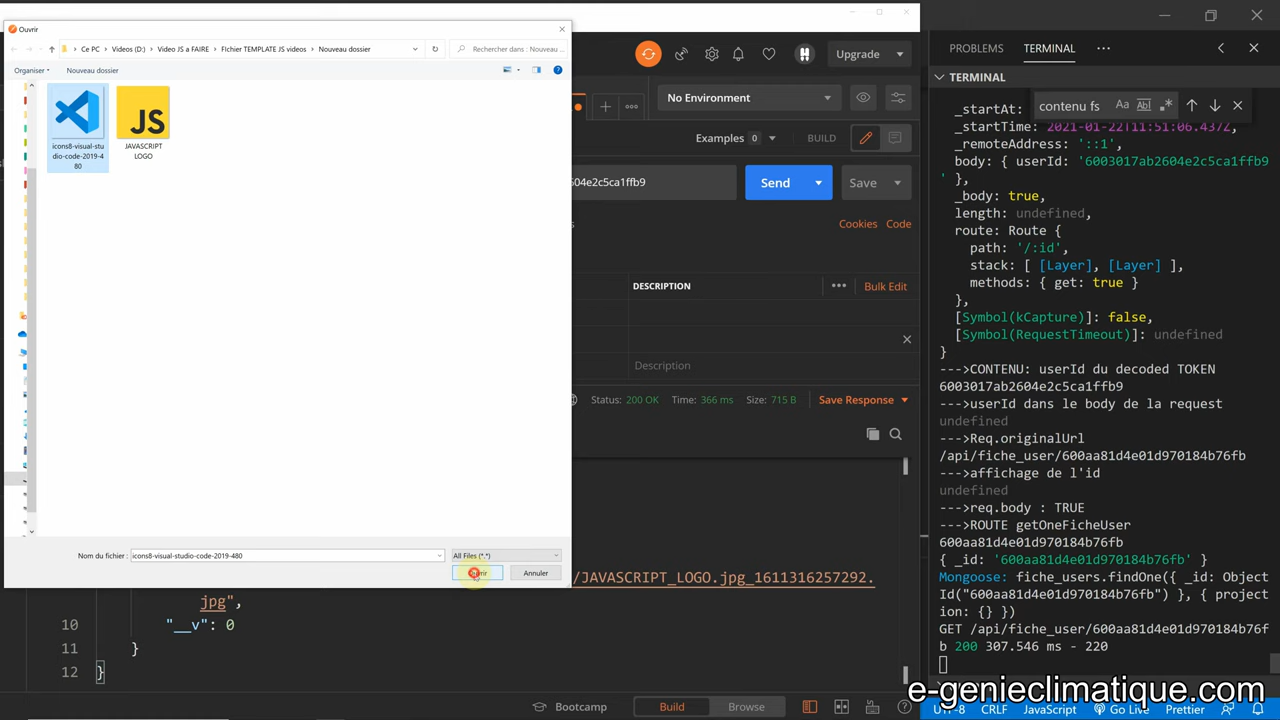 Ouvrir
Ce PC
Videos (D:)
Video JS a FAIRE
Fichier TEMPLATE JS videos
Nouveau dossier
Rechercher dans : Nouveau ...
Organiser
Nouveau dossier
icons8-visual-stu
dio-code-2019-4
80
JAVASCRIPT
LOGO
Nom du fichier :
icons8-visual-studio-code-2019-480
All Files (*.*)
Annuler
Upgrade
No Environment
Examples 0
BUILD
604e2c5ca1ffb9
Send
Save
Cookies
Code
DESCRIPTION
Bulk Edit
Description
Status: 200 OK
Time: 366 ms
Size: 715 B
Save Response
/JAVASCRIPT_LOGO.jpg_1611316257292.
jpg",
10 "__v": 0
11 }
12 }
Bootcamp
Build
Browse
PROBLEMS
TERMINAL
TERMINAL
contenu fs
_startAt:
_startTime: 2021-01-22T11:51:06.437Z,
_remoteAddress: '::1',
body: { userId: '6003017ab2604e2c5ca1ffb9
' },
_body: true,
length: undefined,
route: Route {
path: '/:id',
stack: [ [Layer], [Layer] ],
methods: { get: true }
},
[Symbol(kCapture)]: false,
[Symbol(RequestTimeout)]: undefined
}
--->CONTENU: userId du decoded TOKEN
6003017ab2604e2c5ca1ffb9
--->userId dans le body de la request
undefined
--->Req.originalUrl
/api/fiche_user/600aa81d4e01d970184b76fb
--->affichage de l'id
undefined
--->req.body : TRUE
--->ROUTE getOneFicheUser
{ _id: '600aa81d4e01d970184b76fb' }
Mongoose: fiche_users.findOne({ _id: Object
Id("600aa81d4e01d970184b76fb") }, { project
ion: {} })
GET /api/fiche_user/600aa81d4e01d970184b76f
b 200 307.546 ms - 220
e-genieclimatique.com
UTF-8
CRLF
JavaScript
Go Live
Prettier